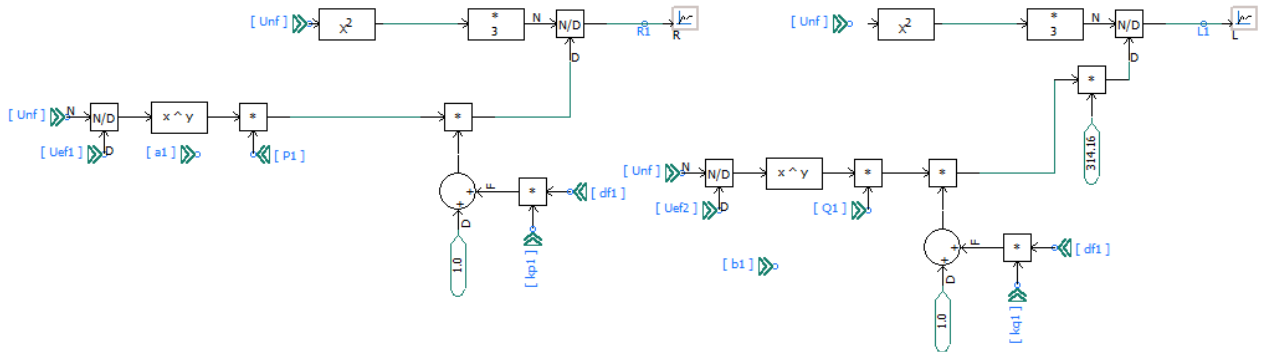 [ Unf ]
X²
*
3
N
N/D
D
R1
R
[ Unf ]
X²
*
3
N
N/D
D
L1
L
[ Unf ]
N
N/D
D
x ^ y
*
*
[ Uef1 ]
[ a1 ]
[ P1 ]
*
314.16
[ Unf ]
N
N/D
D
x ^ y
*
*
[ Uef2 ]
[ Q1 ]
+
+
F
*
[ df1 ]
D
1.0
[ kp1 ]
[ b1 ]
+
+
F
*
[ df1 ]
D
1.0
[ kq1 ]